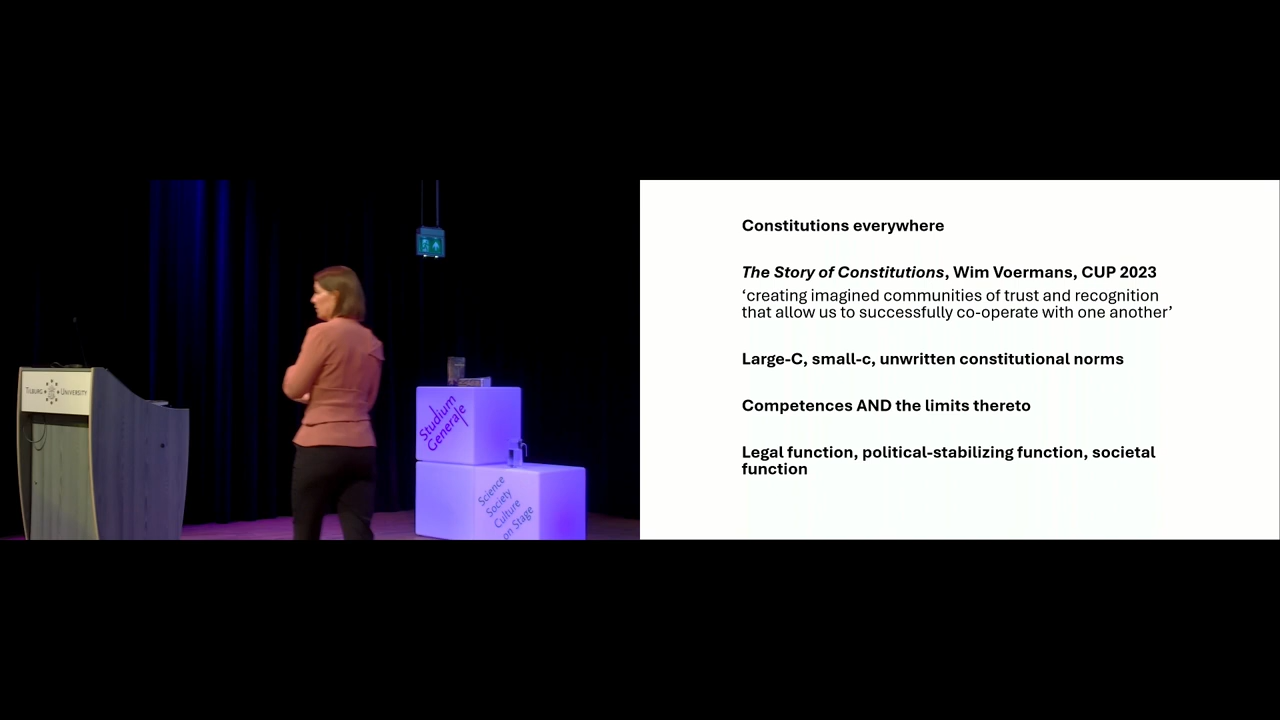 TILBURG UNIVERSITY
Studium
Generale
Science
Society
Culture
on Stage
Constitutions everywhere
The Story of Constitutions, Wim Voermans, CUP 2023
‘creating imagined communities of trust and recognition
that allow us to successfully co-operate with one another’
Large-C, small-c, unwritten constitutional norms
Competences AND the limits thereto
Legal function, political-stabilizing function, societal
function